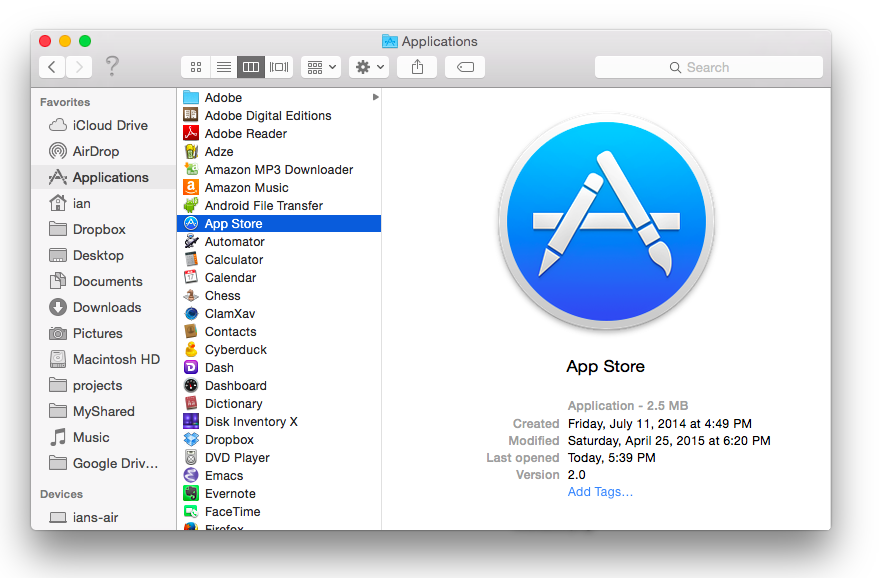 Applications
Search
Favorites
iCloud Drive
AirDrop
Applications
ian
Dropbox
Desktop
Documents
Downloads
Pictures
Macintosh HD
projects
MyShared
Music
Google Driv...
Devices
ians-air
Adobe
Adobe Digital Editions
Adobe Reader
Adze
Amazon MP3 Downloader
Amazon Music
Android File Transfer
App Store
Automator
Calculator
Calendar
Chess
ClamXav
Contacts
Cyberduck
Dash
Dashboard
Dictionary
Disk Inventory X
Dropbox
DVD Player
Emacs
Evernote
FaceTime
Firefox
App Store
Application - 2.5 MB
Created Friday, July 11, 2014 at 4:49 PM
Modified Saturday, April 25, 2015 at 6:20 PM
Last opened Today, 5:39 PM
Version 2.0
Add Tags...